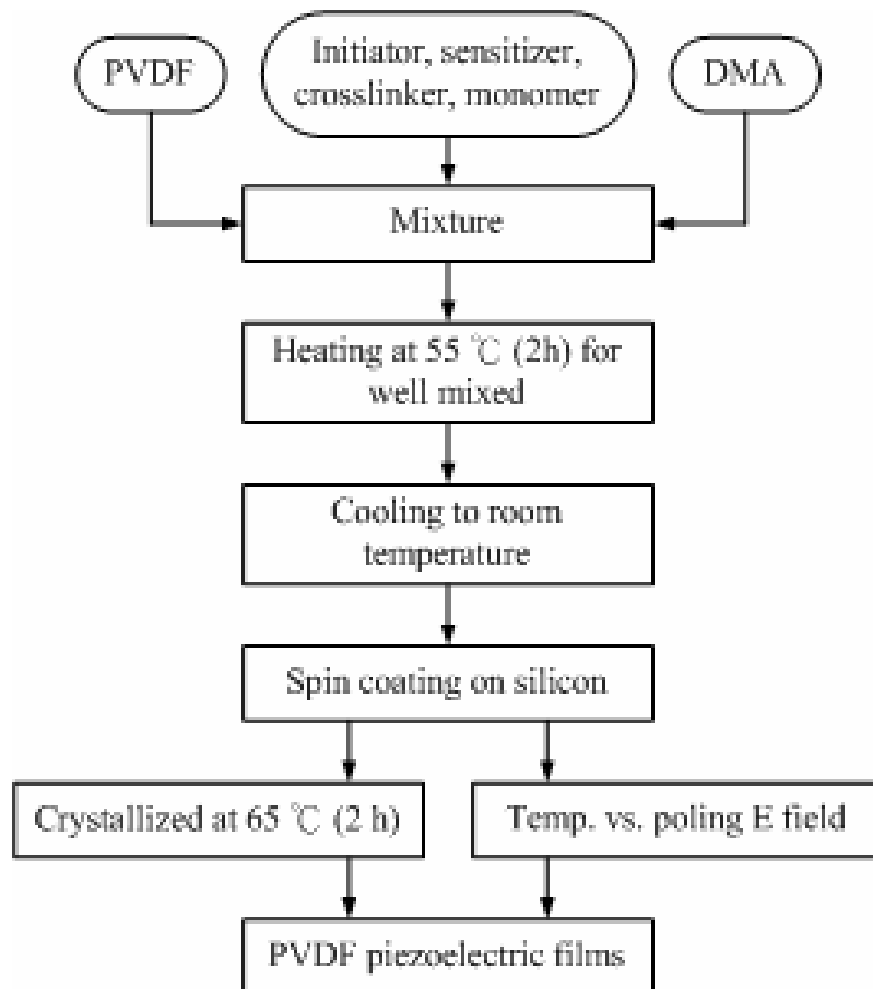 PVDF
Initiator, sensitizer,
crosslinker, monomer
DMA
Mixture
Heating at 55 ℃ (2h) for
well mixed
Cooling to room
temperature
Spin coating on silicon
Crystallized at 65 ℃ (2 h)
Temp. vs. poling E field
PVDF piezoelectric films